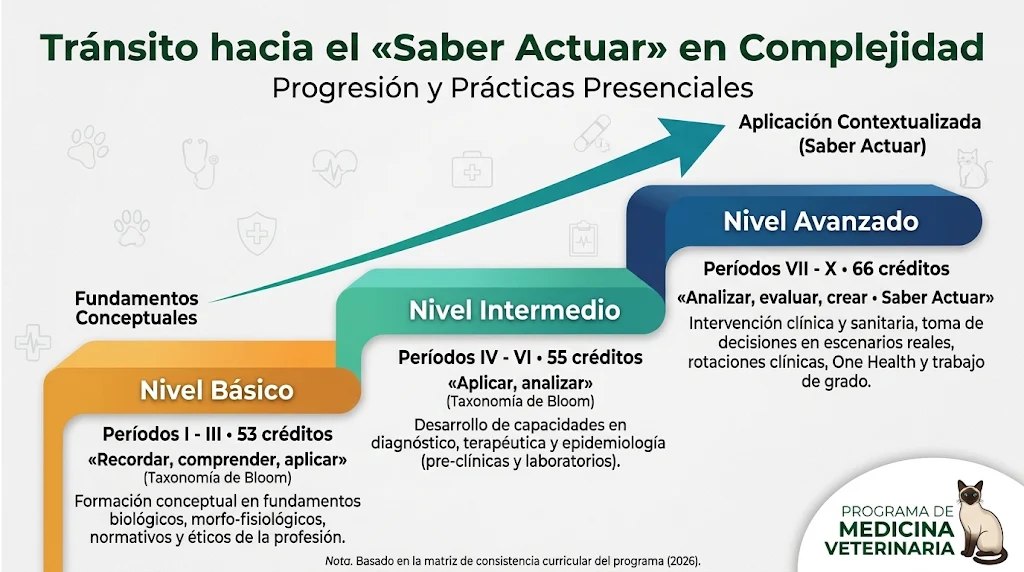 Tránsito hacia el «Saber Actuar» en Complejidad
Progresión y Prácticas Presenciales
Aplicación Contextualizada
(Saber Actuar)
Fundamentos
Conceptuales
Nivel Básico
Períodos I - III • 53 créditos
«Recordar, comprender, aplicar»
(Taxonomía de Bloom)
Formación conceptual en fundamentos
biológicos, morfo-fisiológicos,
normativos y éticos de la profesión.
Nivel Intermedio
Períodos IV - VI • 55 créditos
«Aplicar, analizar»
(Taxonomía de Bloom)
Desarrollo de capacidades en
diagnóstico, terapéutica y epidemiología
(pre-clínicas y laboratorios).
Nivel Avanzado
Períodos VII - X • 66 créditos
«Analizar, evaluar, crear • Saber Actuar»
Intervención clínica y sanitaria, toma de
decisiones en escenarios reales,
rotaciones clínicas, One Health y trabajo
de grado.
Nota. Basado en la matriz de consistencia curricular del programa (2026).
PROGRAMA DE
MEDICINA
VETERINARIA